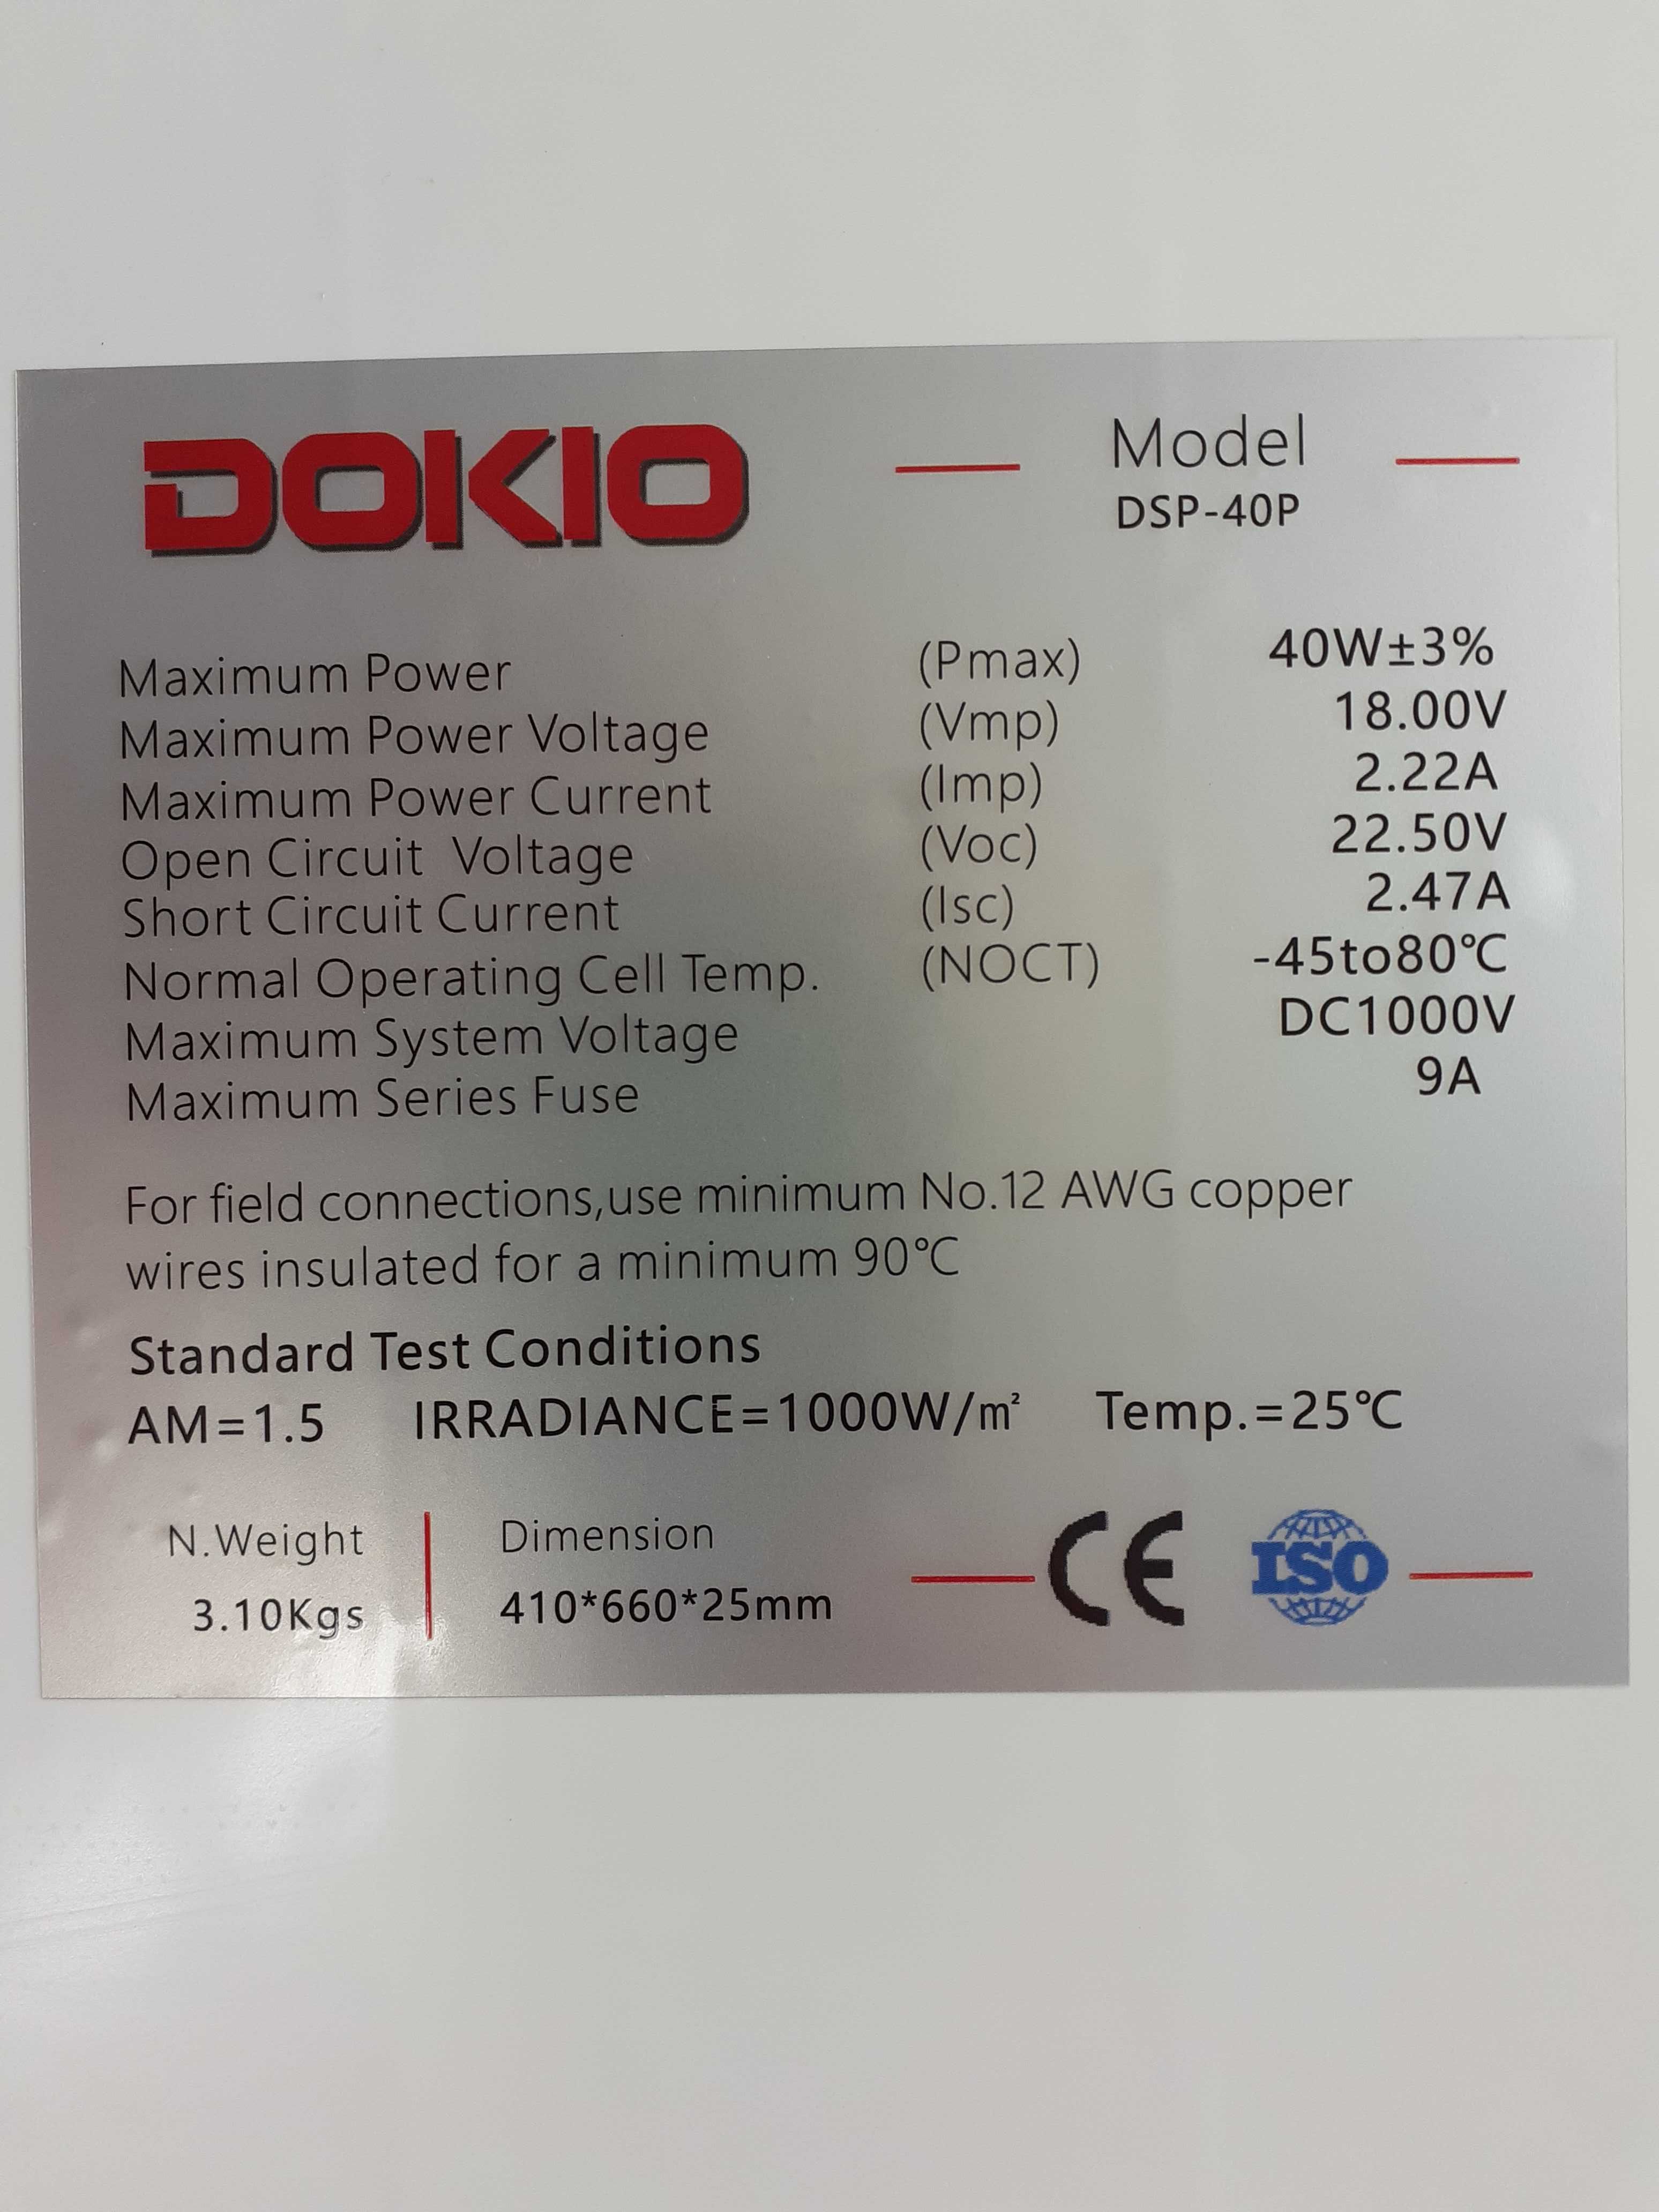 DOKIO
Model
DSP-40P
Maximum Power (Pmax) 40W±3%
Maximum Power Voltage (Vmp) 18.00V
Maximum Power Current (Imp) 2.22A
Open Circuit Voltage (Voc) 22.50V
Short Circuit Current (Isc) 2.47A
Normal Operating Cell Temp. (NOCT) -45to80℃
Maximum System Voltage DC1000V
Maximum Series Fuse 9A
For field connections,use minimum No.12 AWG copper
wires insulated for a minimum 90℃
Standard Test Conditions
AM=1.5 IRRADIANCE=1000W/m² Temp.=25℃
N.Weight Dimension
3.10Kgs 410*660*25mm
CE ISO